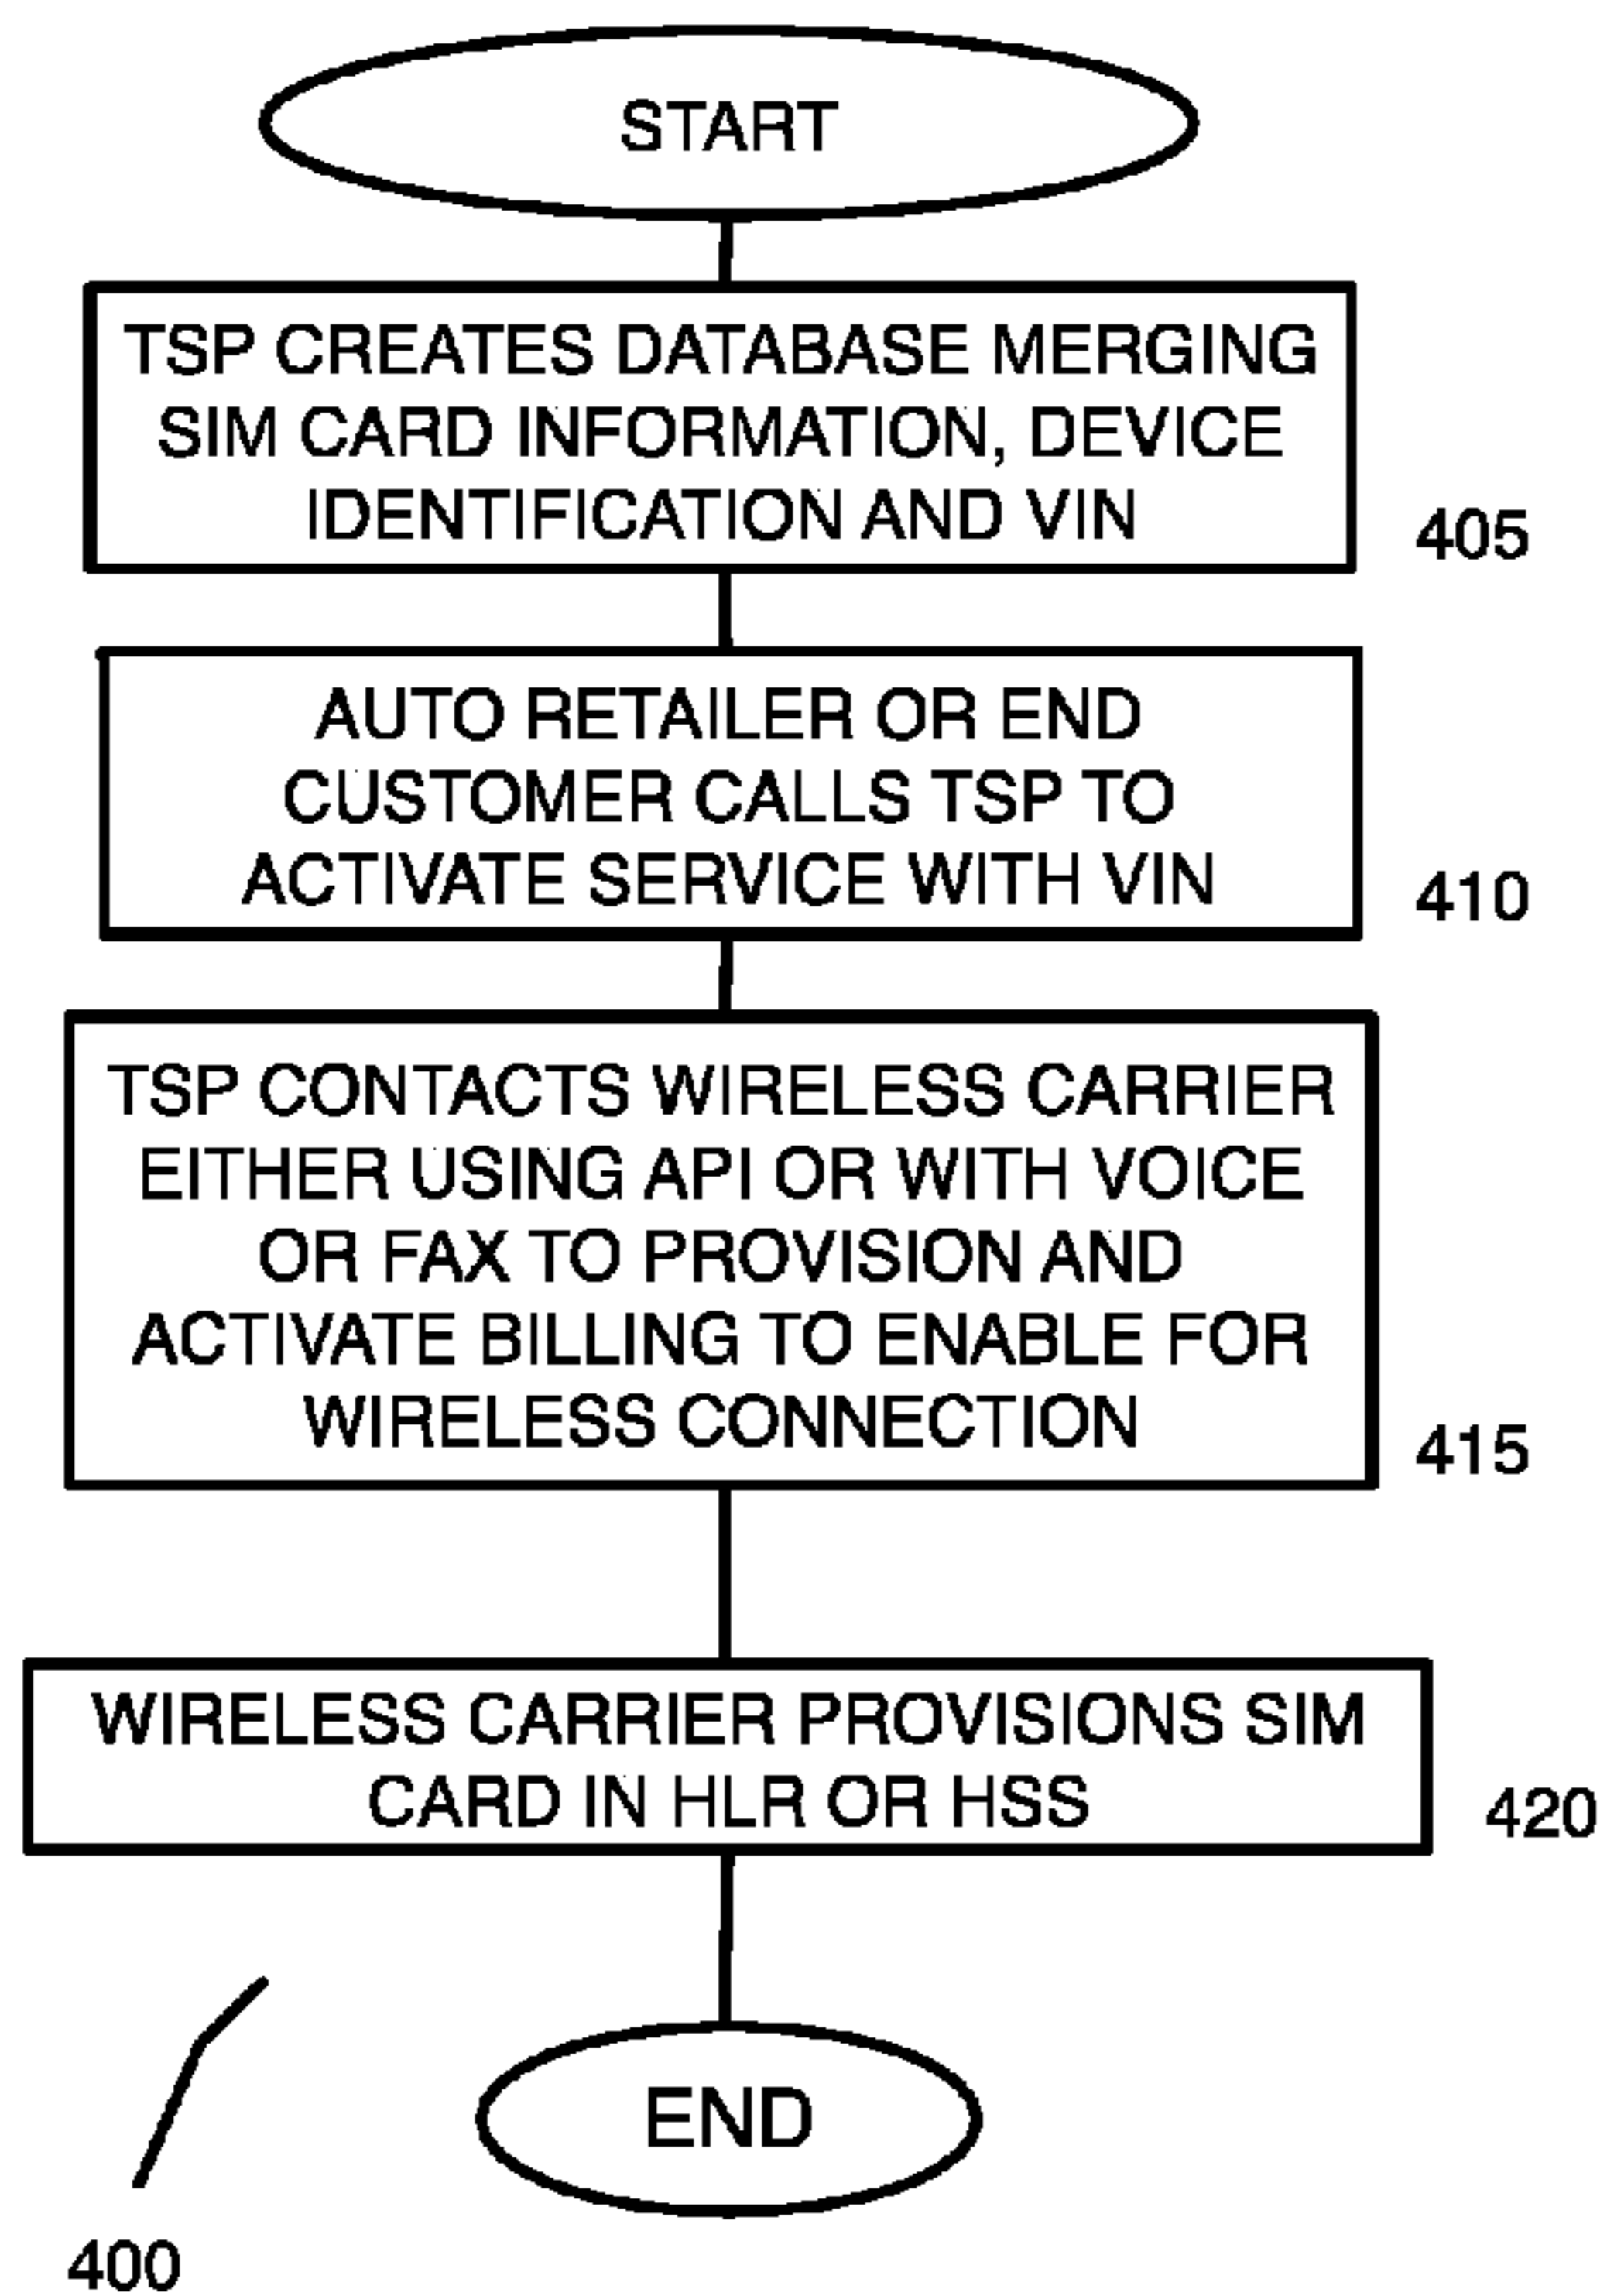 START
TSP CREATES DATABASE MERGING
SIM CARD INFORMATION, DEVICE
IDENTIFICATION AND VIN
405
AUTO RETAILER OR END
CUSTOMER CALLS TSP TO
ACTIVATE SERVICE WITH VIN
410
TSP CONTACTS WIRELESS CARRIER
EITHER USING API OR WITH VOICE
OR FAX TO PROVISION AND
ACTIVATE BILLING TO ENABLE FOR
WIRELESS CONNECTION
415
WIRELESS CARRIER PROVISIONS SIM
CARD IN HLR OR HSS
420
END
400